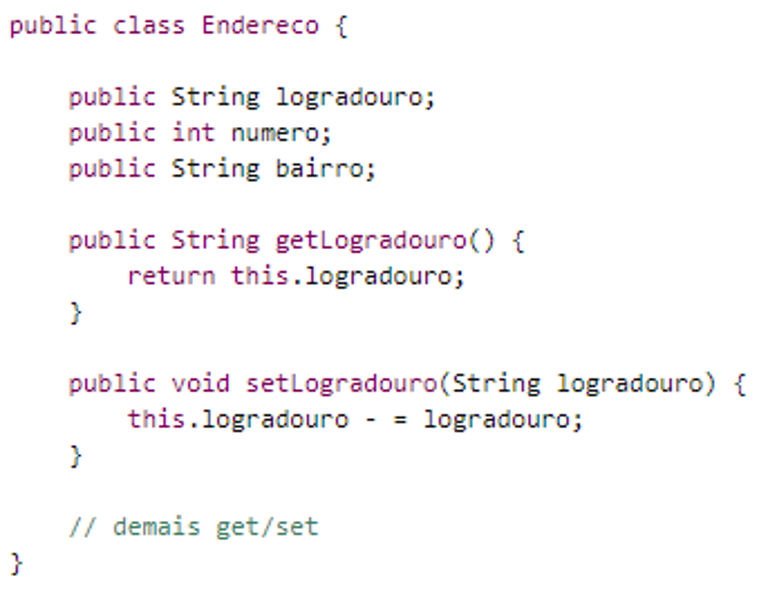 public class Endereco {
public String logradouro;
public int numero;
public String bairro;
public String getLogradouro() {
return this.logradouro;
}
public void setLogradouro(String logradouro) {
this.logradouro - = logradouro;
}
// demais get/set
}